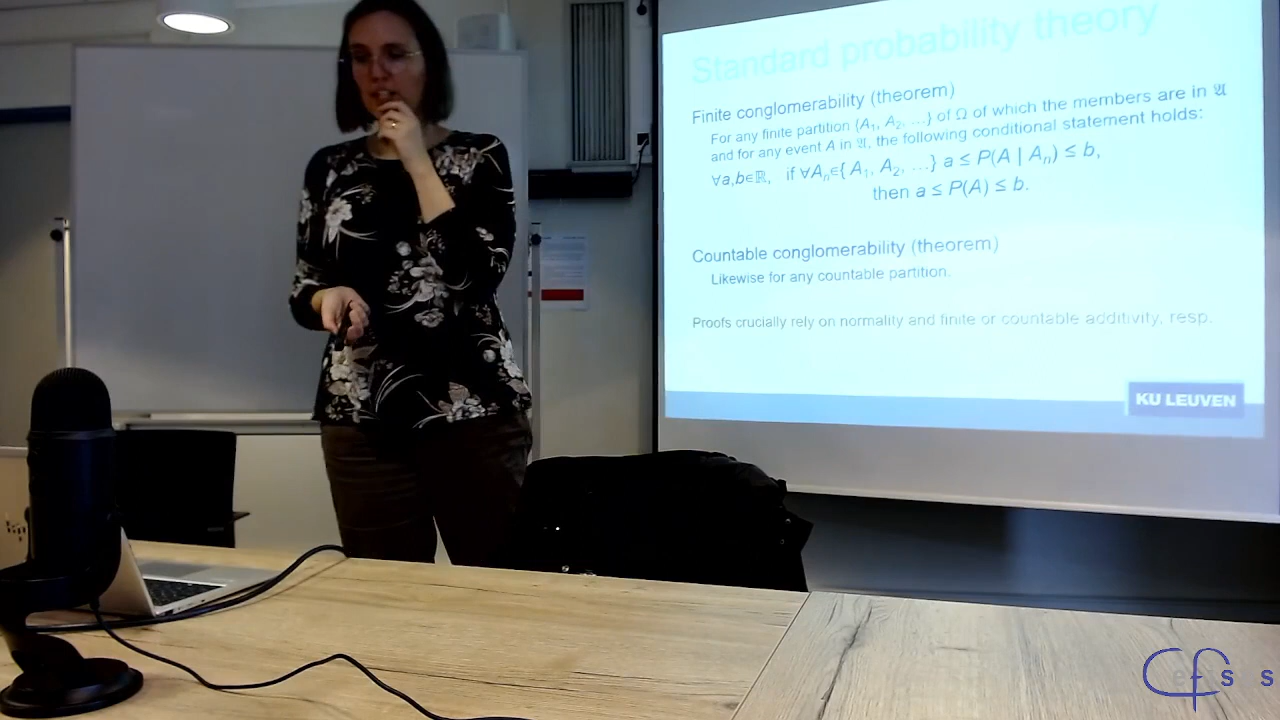 Standard probability theory
Finite conglomerability (theorem)
For any finite partition {A₁, A₂, …} of Ω of which the members are in 𝔄
and for any event A in 𝔄, the following conditional statement holds:
∀a,b∈ℝ, if ∀Aₙ∈{ A₁, A₂, …} a ≤ P(A | Aₙ) ≤ b,
then a ≤ P(A) ≤ b.
Countable conglomerability (theorem)
Likewise for any countable partition.
Proofs crucially rely on normality and finite or countable additivity, resp.
KU LEUVEN
hp
Cefs s